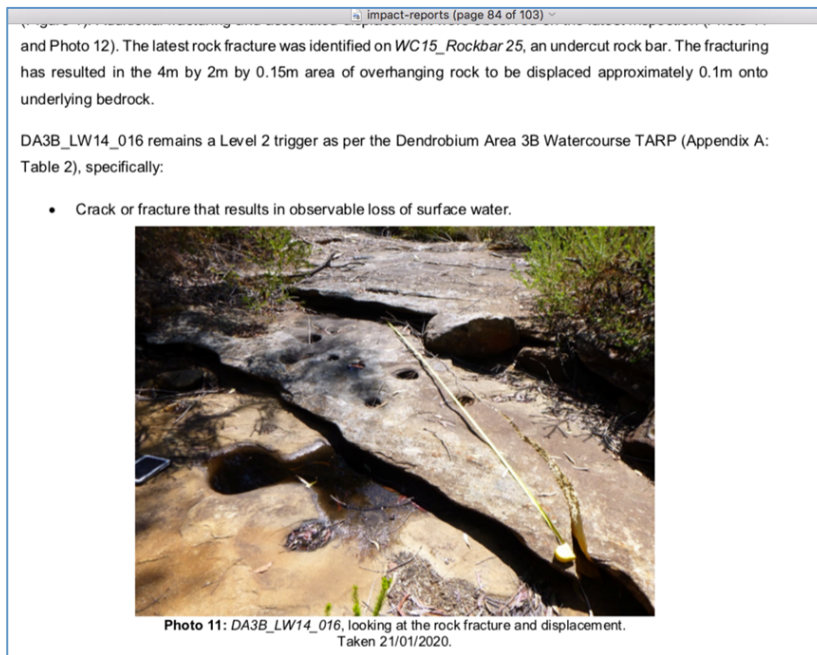 impact-reports (page 84 of 103)
and Photo 12). The latest rock fracture was identified on WC15_Rockbar 25, an undercut rock bar. The fracturing
has resulted in the 4m by 2m by 0.15m area of overhanging rock to be displaced approximately 0.1m onto
underlying bedrock.
DA3B_LW14_016 remains a Level 2 trigger as per the Dendrobium Area 3B Watercourse TARP (Appendix A:
Table 2), specifically:
• Crack or fracture that results in observable loss of surface water.
Photo 11: DA3B_LW14_016, looking at the rock fracture and displacement.
Taken 21/01/2020.